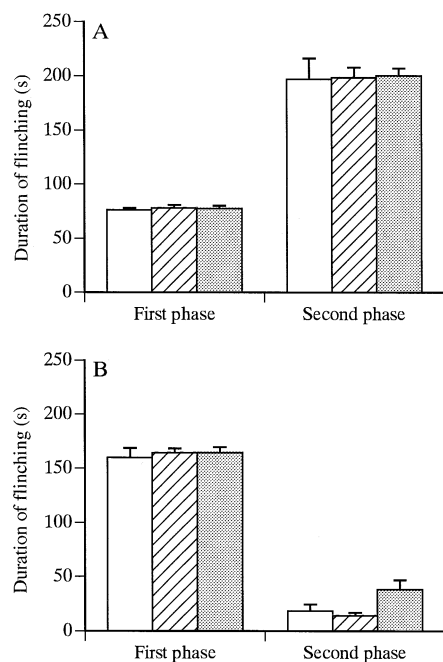 A
250
200
150
100
50
0
Duration of flinching (s)
First phase
Second phase
B
250
200
150
100
50
0
Duration of flinching (s)
First phase
Second phase